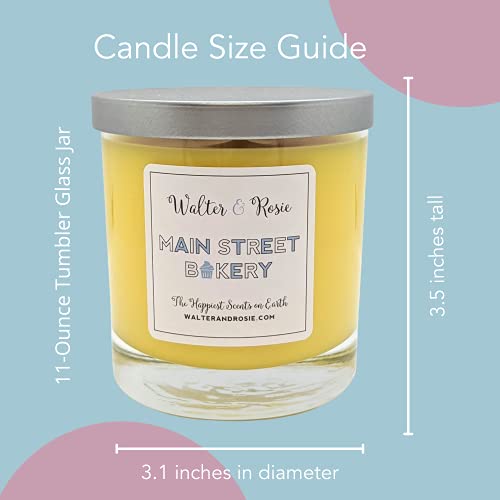 Candle Size Guide
11-Ounce Tumbler Glass Jar
Walter & Rosie
MAIN STREET
BAKERY
The Happiest Scents on Earth
WALTERANDROSIE.COM
3.5 inches tall
3.1 inches in diameter